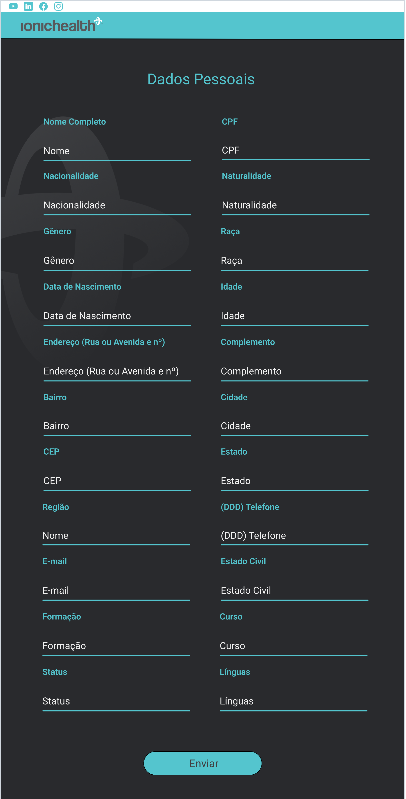 ionichealth
Dados Pessoais
Nome Completo CPF
Nome CPF
Nacionalidade Naturalidade
Nacionalidade Naturalidade
Gênero Raça
Gênero Raça
Data de Nascimento Idade
Data de Nascimento Idade
Endereço (Rua ou Avenida e nº) Complemento
Endereço (Rua ou Avenida e nº) Complemento
Bairro Cidade
Bairro Cidade
CEP Estado
CEP Estado
Região (DDD) Telefone
Nome (DDD) Telefone
E-mail Estado Civil
E-mail Estado Civil
Formação Curso
Formação Curso
Status Línguas
Status Línguas
Enviar